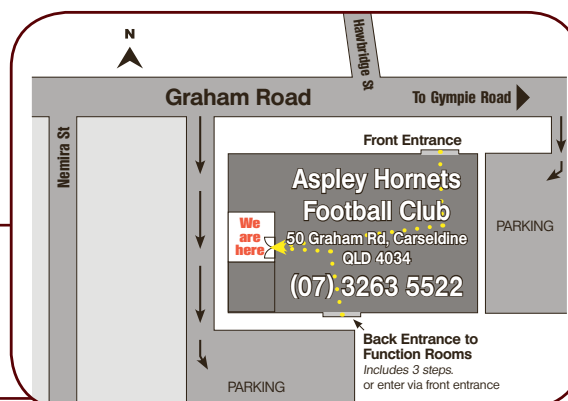 N
Hawbridge St
Graham Road
To Gympie Road
Nemira St
Front Entrance
Aspley Hornets
Football Club
50 Graham Rd, Carseldine
QLD 4034
(07) 3263 5522
We
are
here
PARKING
Back Entrance to
Function Rooms
Includes 3 steps.
or enter via front entrance
PARKING